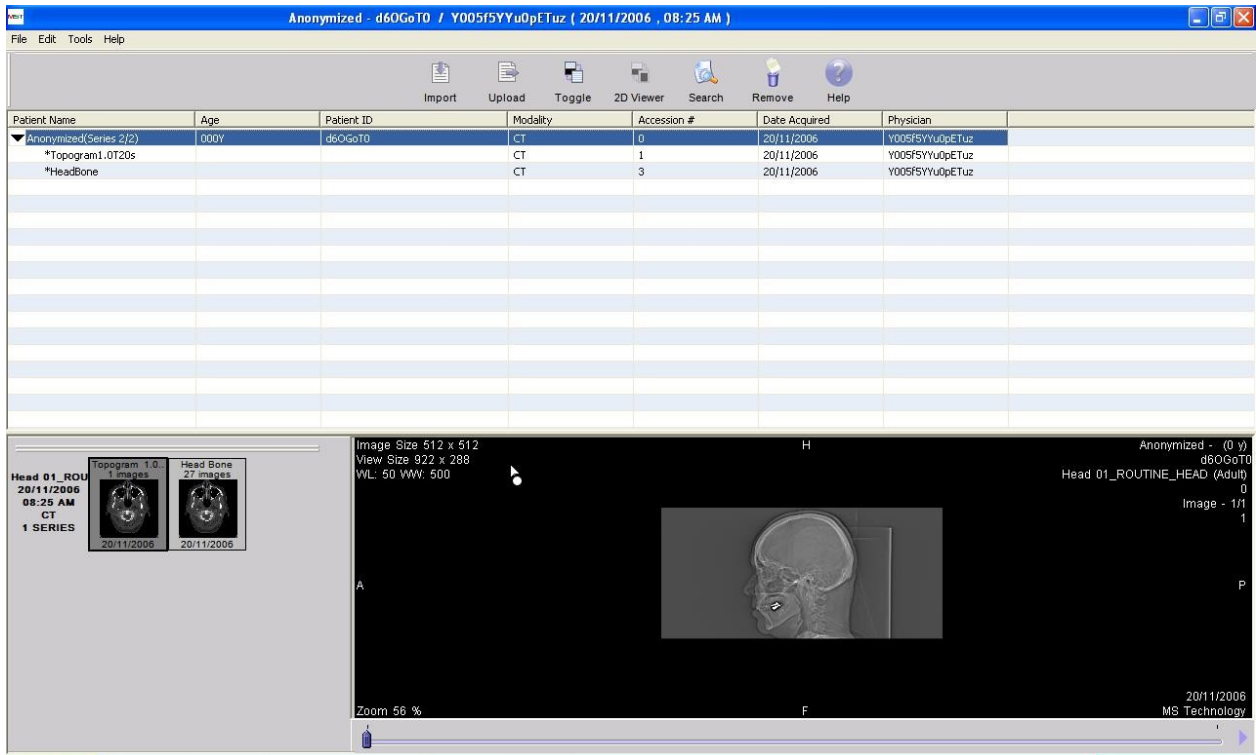 Anonymized - d6OGoT0 / Y005f5YYu0pETuz ( 20/11/2006 , 08:25 AM )
File Edit Tools Help
Import Upload Toggle 2D Viewer Search Remove Help
Patient Name Age Patient ID Modality Accession # Date Acquired Physician
Anonymized(Series 2/2) 000Y d6OGoT0 CT 0 20/11/2006 Y005f5YYu0pETuz
*Topogram1.0T20s CT 1 20/11/2006 Y005f5YYu0pETuz
*HeadBone CT 3 20/11/2006 Y005f5YYu0pETuz
Head 01_ROU
20/11/2006
08:25 AM
CT
1 SERIES
Topogram 1.0..
1 images
20/11/2006
Head Bone
27 images
20/11/2006
Image Size 512 x 512
View Size 922 x 288
WL: 50 WW: 500
H
Anonymized - (0 y)
d6OGoT0
Head 01_ROUTINE_HEAD (Adult)
0
Image - 1/1
1
A
P
Zoom 56 %
F
20/11/2006
MS Technology